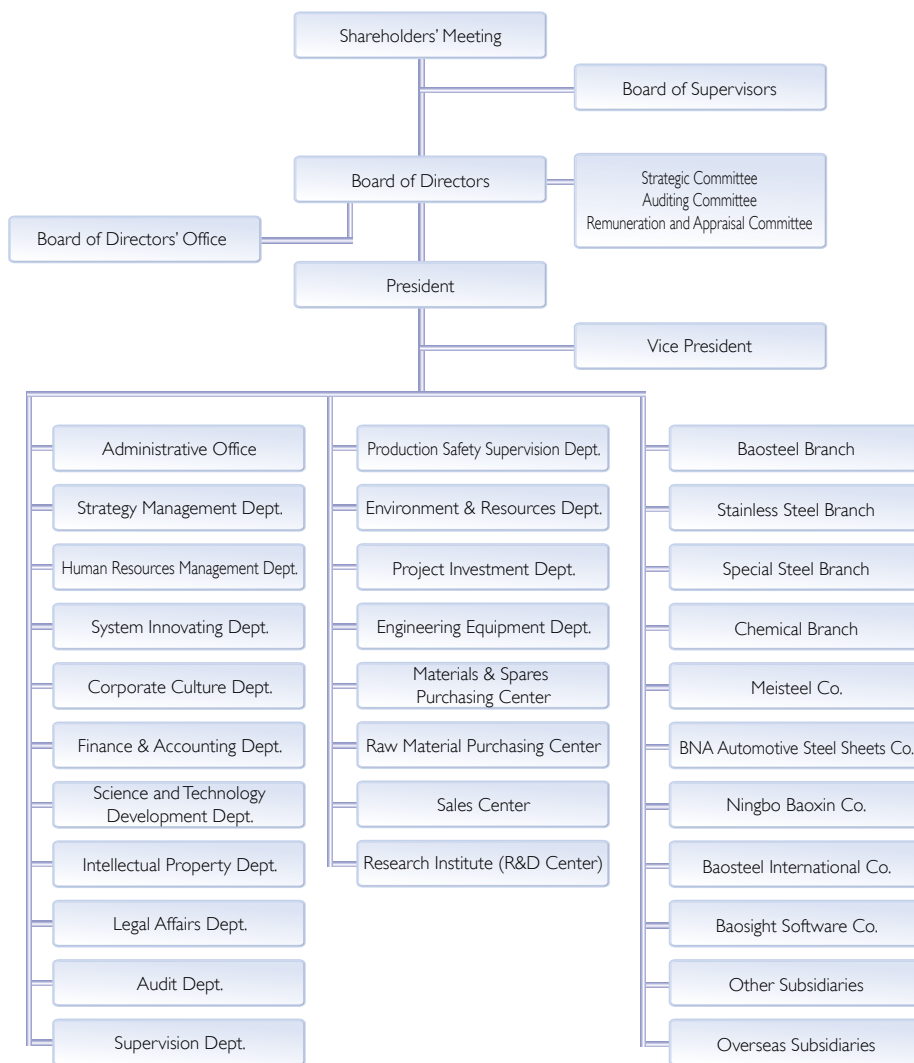 Shareholders’ Meeting
Board of Supervisors
Board of Directors
Strategic Committee
Auditing Committee
Remuneration and Appraisal Committee
Board of Directors’ Office
President
Vice President
Administrative Office
Strategy Management Dept.
Human Resources Management Dept.
System Innovating Dept.
Corporate Culture Dept.
Finance & Accounting Dept.
Science and Technology
Development Dept.
Intellectual Property Dept.
Legal Affairs Dept.
Audit Dept.
Supervision Dept.
Production Safety Supervision Dept.
Environment & Resources Dept.
Project Investment Dept.
Engineering Equipment Dept.
Materials & Spares
Purchasing Center
Raw Material Purchasing Center
Sales Center
Research Institute (R&D Center)
Baosteel Branch
Stainless Steel Branch
Special Steel Branch
Chemical Branch
Meisteel Co.
BNA Automotive Steel Sheets Co.
Ningbo Baoxin Co.
Baosteel International Co.
Baosight Software Co.
Other Subsidiaries
Overseas Subsidiaries